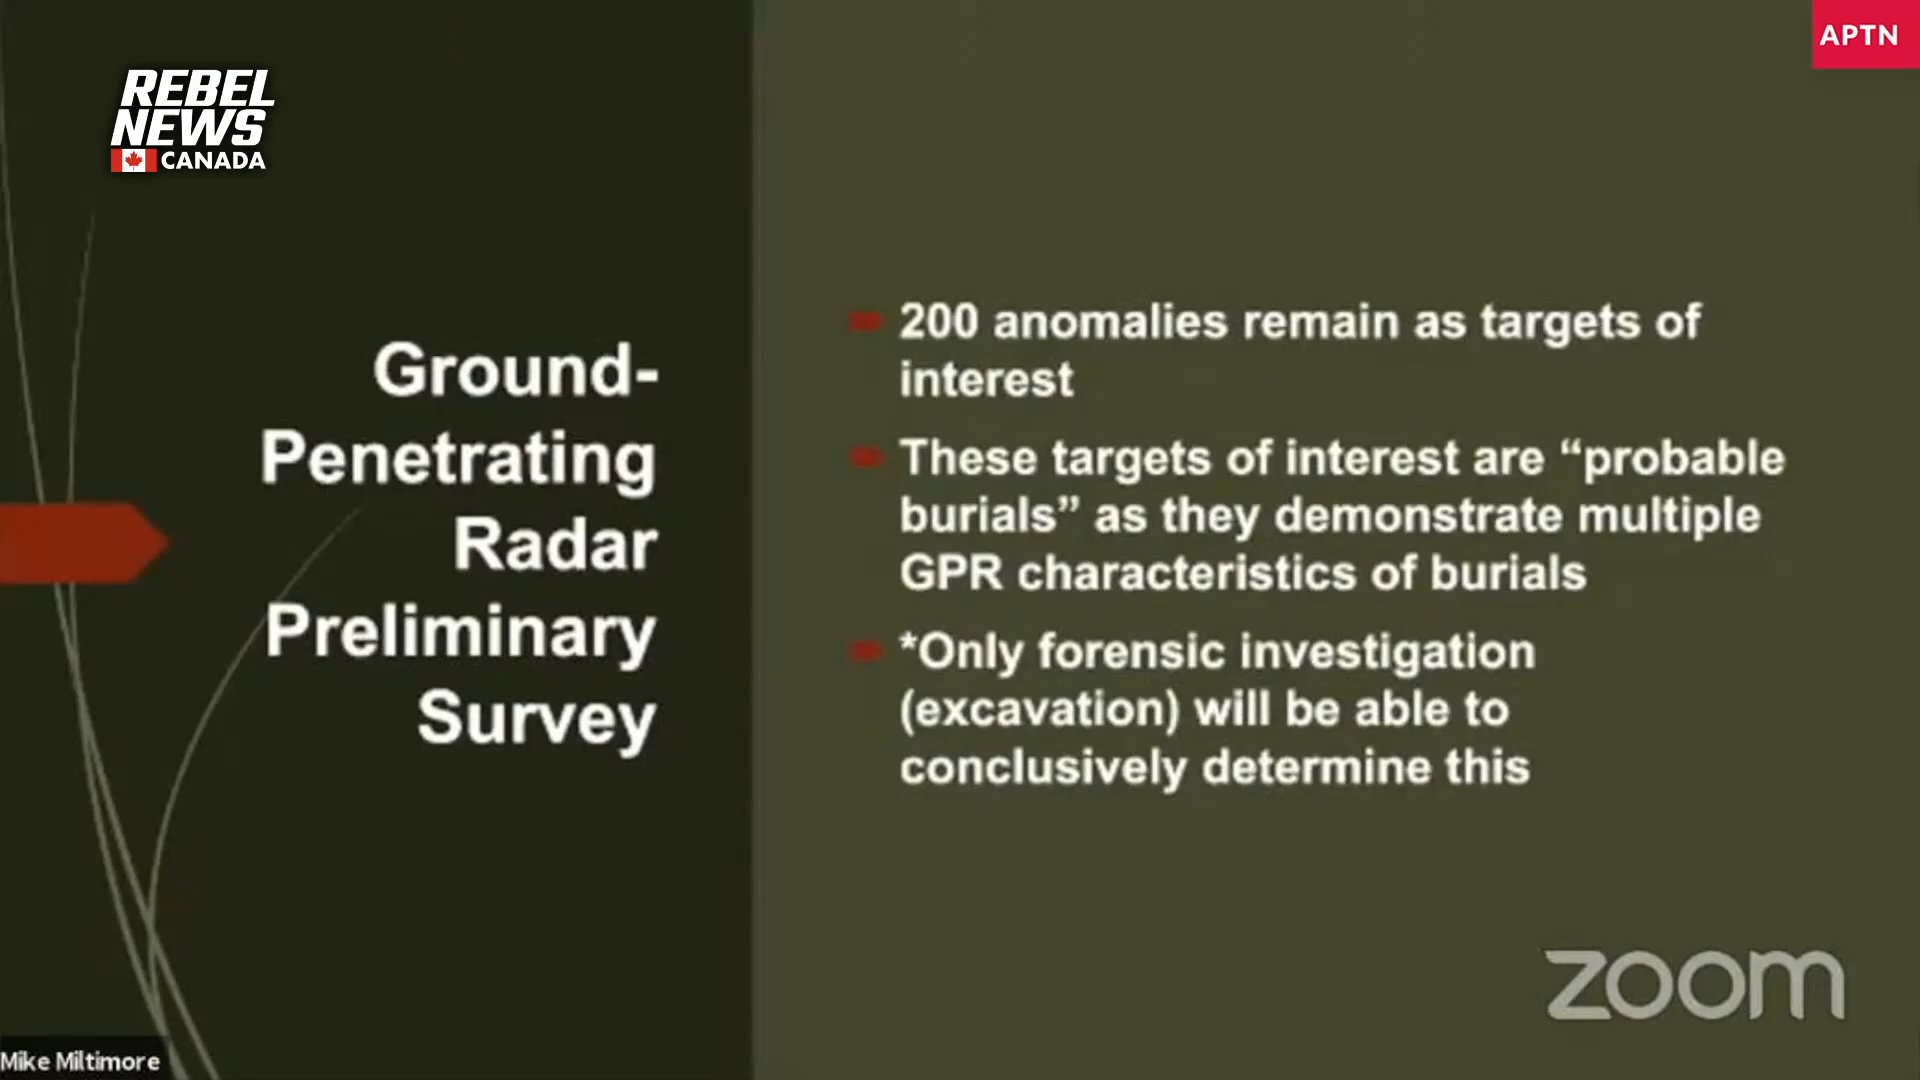 REBEL
NEWS
CANADA
APTN
Ground-
Penetrating
Radar
Preliminary
Survey
200 anomalies remain as targets of
interest
These targets of interest are “probable
burials” as they demonstrate multiple
GPR characteristics of burials
*Only forensic investigation
(excavation) will be able to
conclusively determine this
zoom
Mike Miltimore